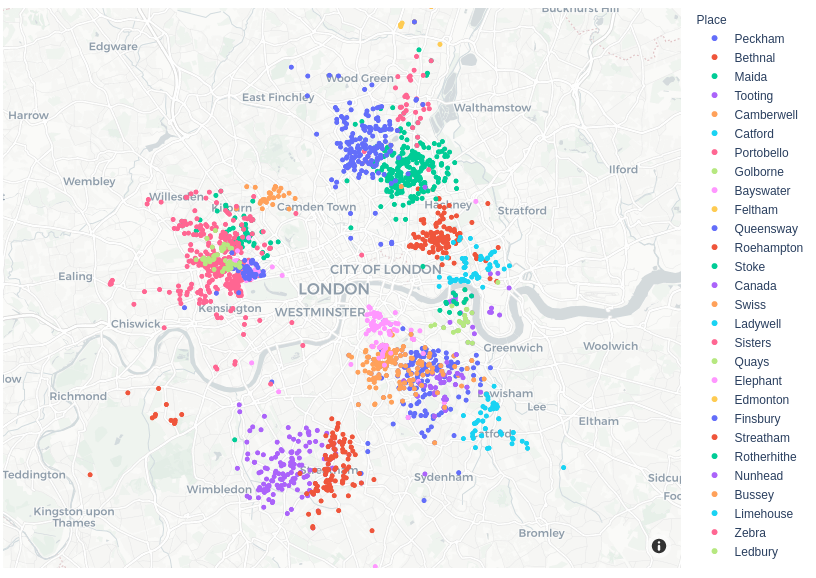 Buckhurst Hill
Edgware
Wood Green
East Finchley
Walthamstow
Harrow
Wembley
Ilford
Willesden
Kilburn
Camden Town
Hackney
Stratford
Ealing
CITY OF LONDON
LONDON
Kensington
WESTMINSTER
Chiswick
Greenwich
Woolwich
Richmond
Lewisham
Lee
Eltham
Catford
Streatham
Teddington
Wimbledon
Sydenham
Sidcup
Kingston upon
Thames
Bromley
Place
Peckham
Bethnal
Maida
Tooting
Camberwell
Catford
Portobello
Golborne
Bayswater
Feltham
Queensway
Roehampton
Stoke
Canada
Swiss
Ladywell
Sisters
Quays
Elephant
Edmonton
Finsbury
Streatham
Rotherhithe
Nunhead
Bussey
Limehouse
Zebra
Ledbury